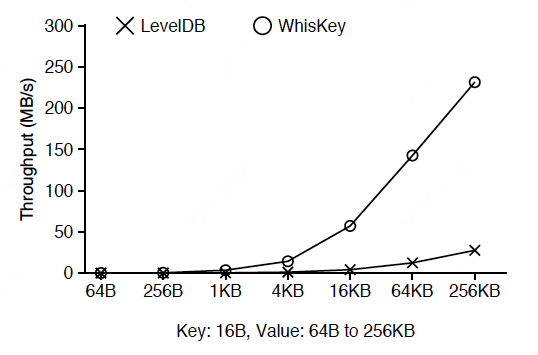 LevelDB WhisKey
300
250
200
150
100
50
0
Throughput (MB/s)
64B 256B 1KB 4KB 16KB 64KB 256KB
Key: 16B, Value: 64B to 256KB